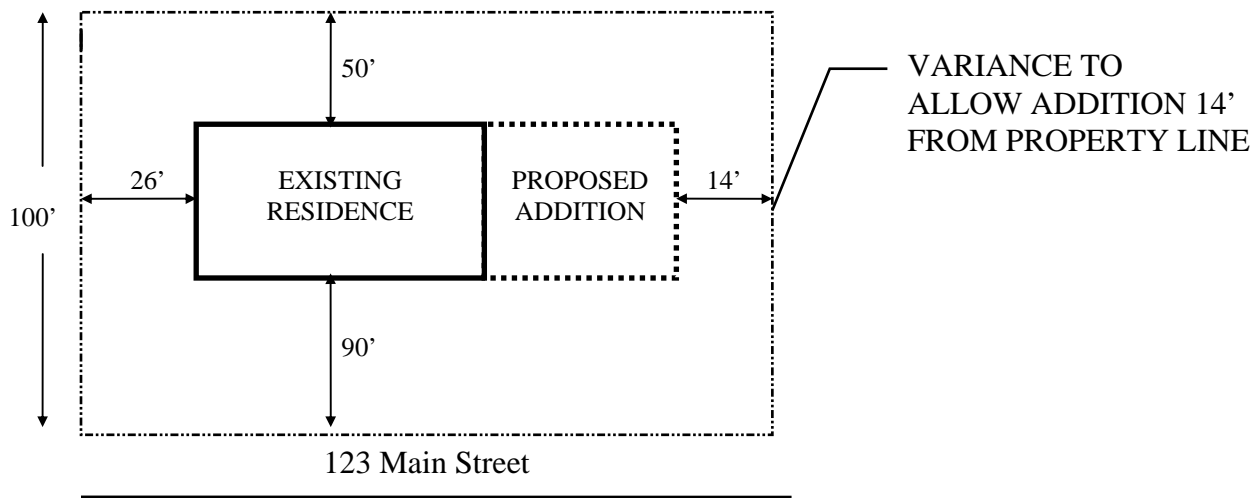 50’
VARIANCE TO
ALLOW ADDITION 14’
FROM PROPERTY LINE
26’
EXISTING
RESIDENCE
PROPOSED
ADDITION
14’
100’
90’
123 Main Street